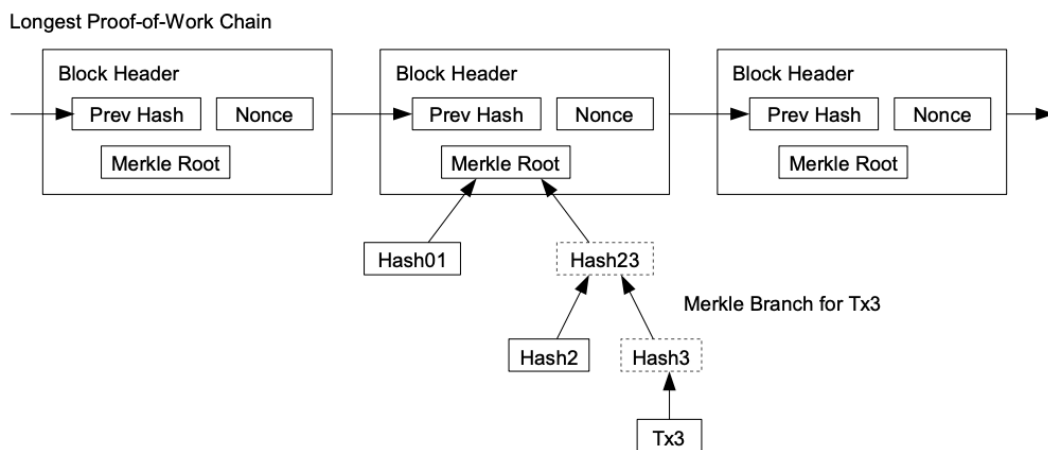 Longest Proof-of-Work Chain
Block Header
Prev Hash
Nonce
Merkle Root
Block Header
Prev Hash
Nonce
Merkle Root
Block Header
Prev Hash
Nonce
Merkle Root
Hash01
Hash23
Merkle Branch for Tx3
Hash2
Hash3
Tx3